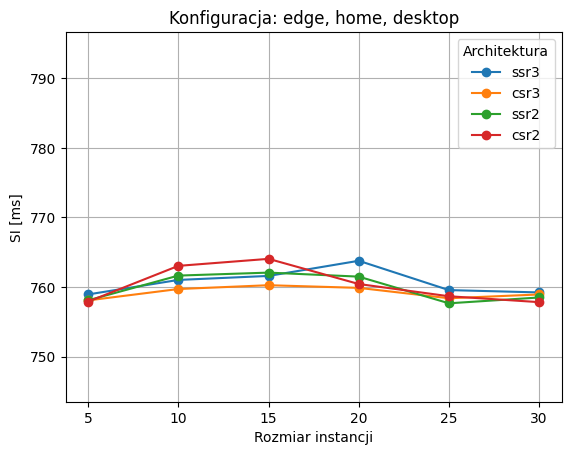 Konfiguracja: edge, home, desktop
Architektura
ssr3
csr3
ssr2
csr2
790
780
770
760
750
SI [ms]
5 10 15 20 25 30
Rozmiar instancji